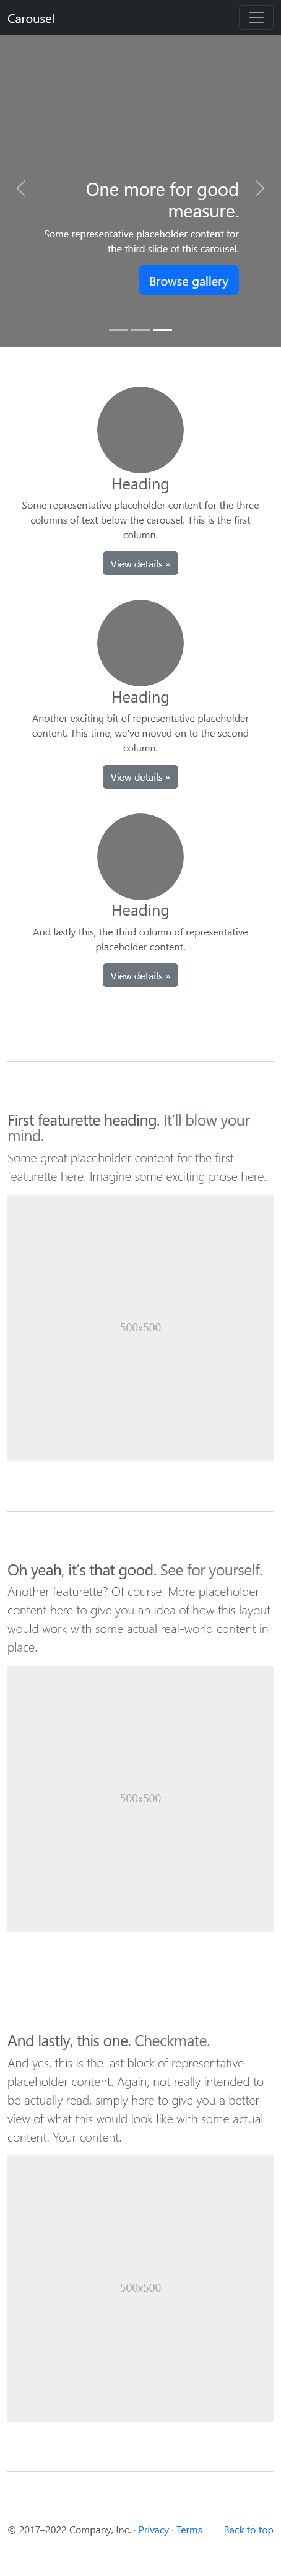 Carousel
One more for good
measure.
Some representative placeholder content for
the third slide of this carousel.
Browse gallery
Heading
Some representative placeholder content for the three
columns of text below the carousel. This is the first
column.
View details »
Heading
Another exciting bit of representative placeholder
content. This time, we've moved on to the second
column.
View details »
Heading
And lastly this, the third column of representative
placeholder content.
View details »
First featurette heading. It’ll blow your
mind.
Some great placeholder content for the first
featurette here. Imagine some exciting prose here.
500x500
Oh yeah, it’s that good. See for yourself.
Another featurette? Of course. More placeholder
content here to give you an idea of how this layout
would work with some actual real-world content in
place.
500x500
And lastly, this one. Checkmate.
And yes, this is the last block of representative
placeholder content. Again, not really intended to
be actually read, simply here to give you a better
view of what this would look like with some actual
content. Your content.
500x500
© 2017–2022 Company, Inc. · Privacy · Terms Back to top